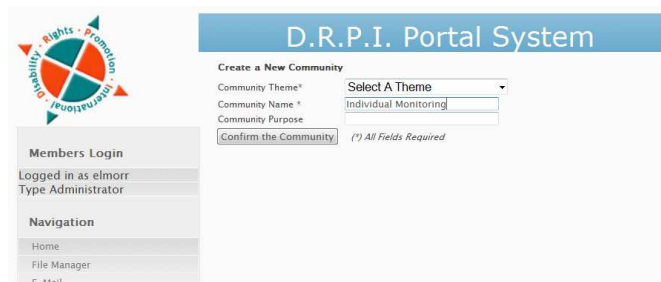 Disability · Rights · Promotion · International
D.R.P.I. Portal System
Create a New Community
Community Theme* Select A Theme
Community Name * Individual Monitoring
Community Purpose
Confirm the Community (*) All Fields Required
Members Login
Logged in as elmorr
Type Administrator
Navigation
Home
File Manager
E-Mail